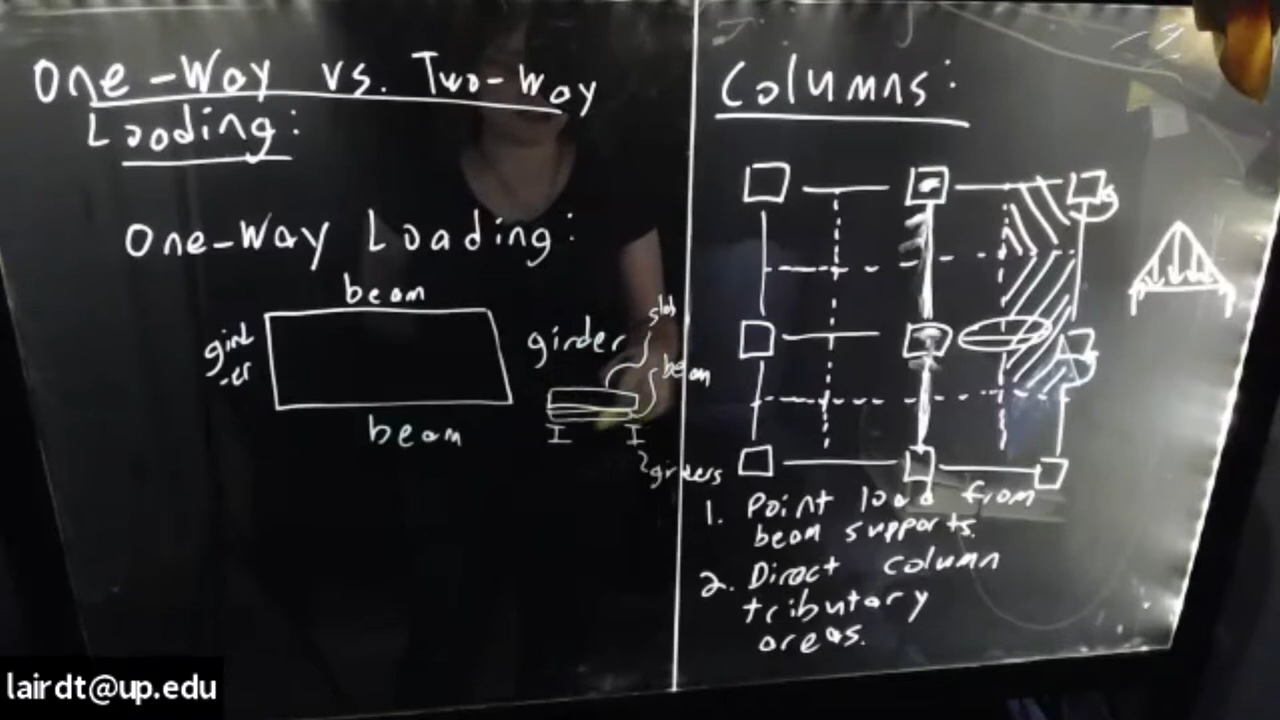 One-Way vs. Two-Way
Loading:
One-Way Loading:
beam
gird
-er
girder
slab
beam
beam
I I
2 girders
Columns:
1. Point load from
beam supports.
2. Direct column
tributary
areas.
lairdt@up.edu